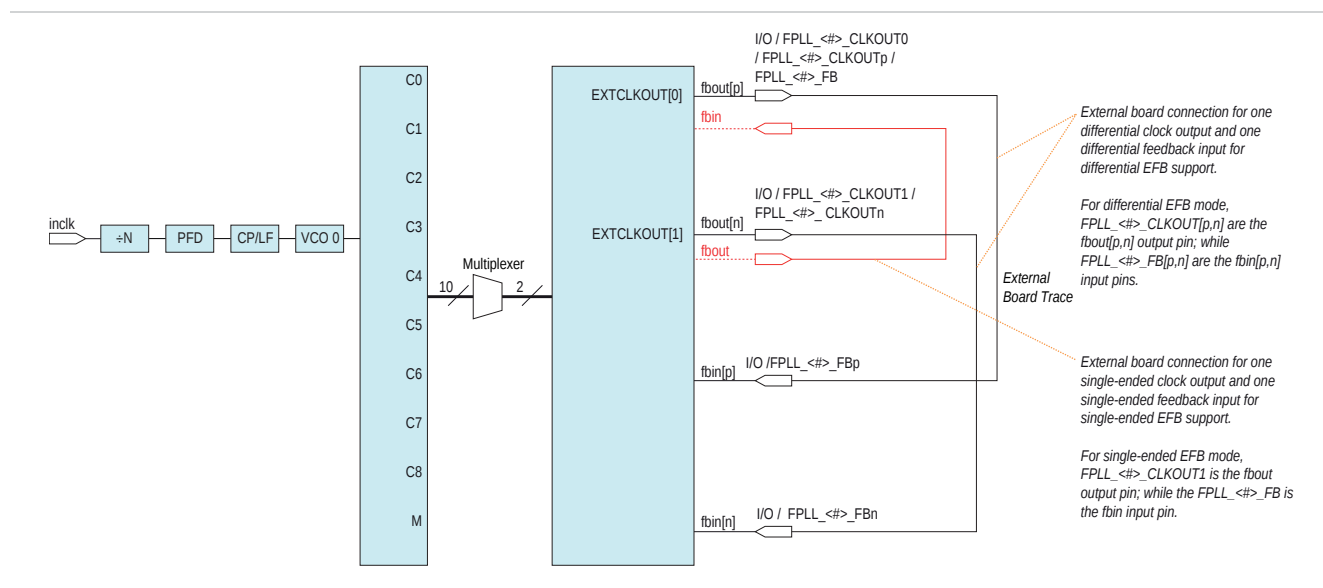 inclk
÷N
PFD
CP/LF
VCO 0
C0
C1
C2
C3
C4
C5
C6
C7
C8
M
Multiplexer
10
2
EXTCLKOUT[0]
EXTCLKOUT[1]
I/O / FPLL_<#>_CLKOUT0
/ FPLL_<#>_CLKOUTp /
FPLL_<#>_FB
fbout[p]
fbin
I/O / FPLL_<#>_CLKOUT1 /
FPLL_<#>_ CLKOUTn
fbout[n]
fbout
External
Board Trace
I/O /FPLL_<#>_FBp
fbin[p]
I/O / FPLL_<#>_FBn
fbin[n]
External board connection for one
differential clock output and one
differential feedback input for
differential EFB support.
For differential EFB mode,
FPLL_<#>_CLKOUT[p,n] are the
fbout[p,n] output pin; while
FPLL_<#>_FB[p,n] are the fbin[p,n]
input pins.
External board connection for one
single-ended clock output and one
single-ended feedback input for
single-ended EFB support.
For single-ended EFB mode,
FPLL_<#>_CLKOUT1 is the fbout
output pin; while the FPLL_<#>_FB is
the fbin input pin.